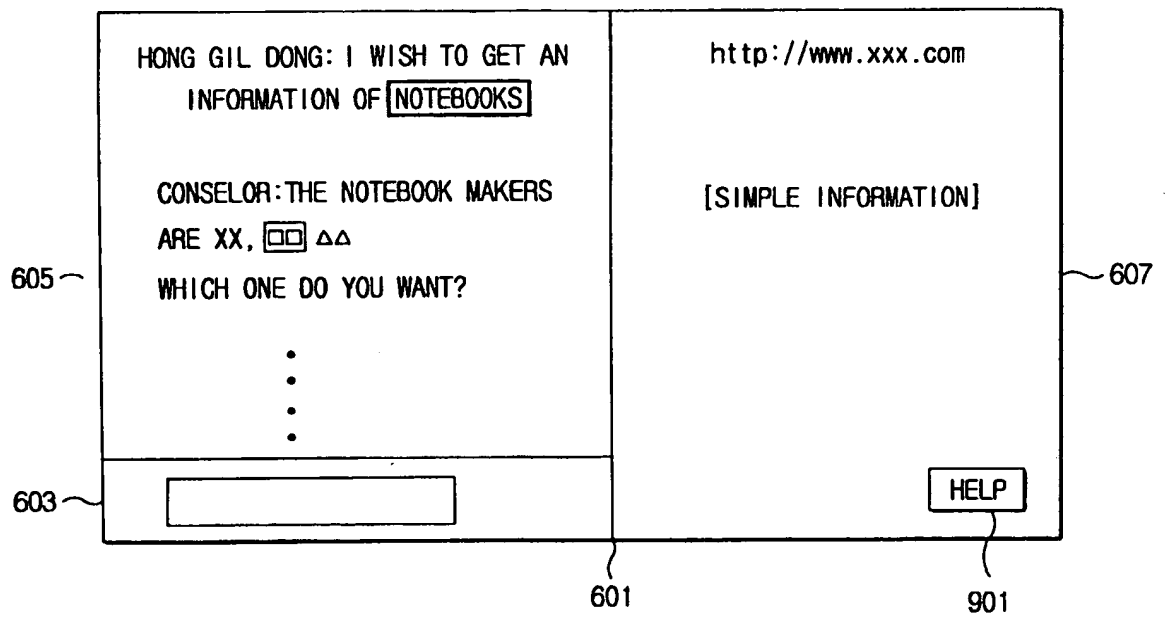 HONG GIL DONG: I WISH TO GET AN
INFORMATION OF NOTEBOOKS
CONSELOR:THE NOTEBOOK MAKERS
ARE XX, □□ △△
WHICH ONE DO YOU WANT?
http://www.xxx.com
[SIMPLE INFORMATION]
HELP
605
607
603
601
901